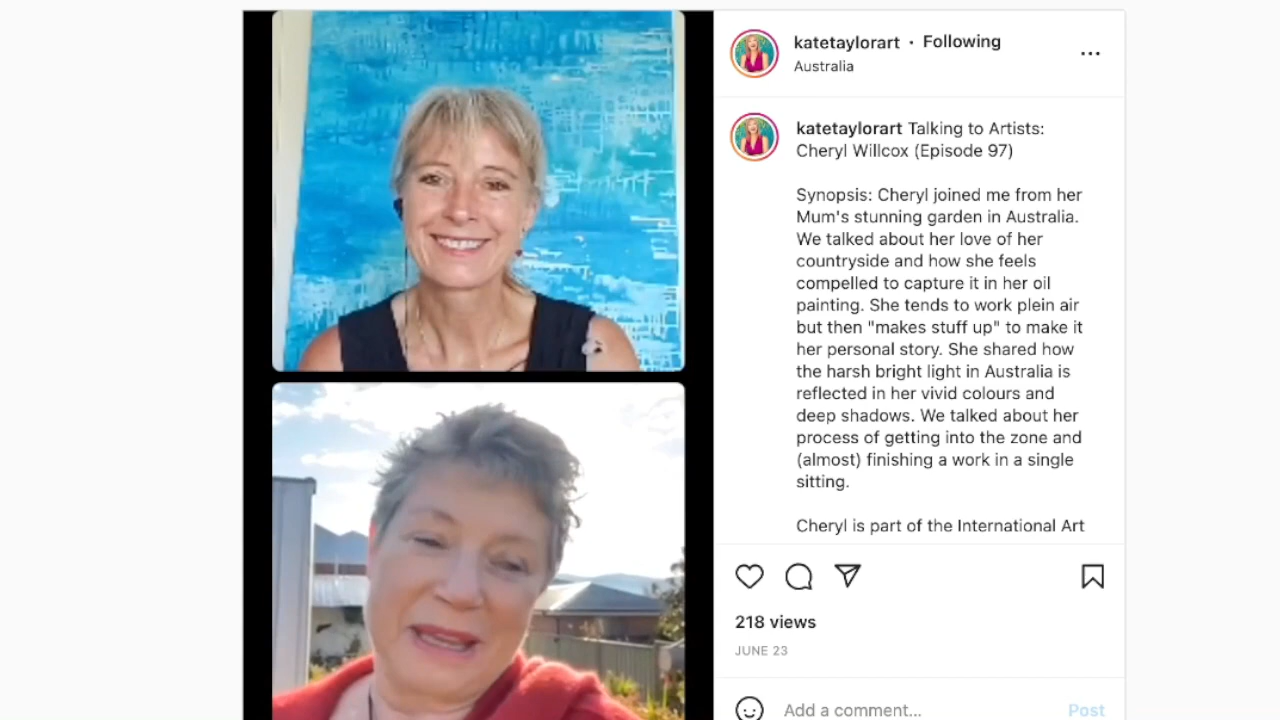 katetaylorart • Following
Australia
katetaylorart Talking to Artists:
Cheryl Willcox (Episode 97)
Synopsis: Cheryl joined me from her
Mum's stunning garden in Australia.
We talked about her love of her
countryside and how she feels
compelled to capture it in her oil
painting. She tends to work plein air
but then "makes stuff up" to make it
her personal story. She shared how
the harsh bright light in Australia is
reflected in her vivid colours and
deep shadows. We talked about her
process of getting into the zone and
(almost) finishing a work in a single
sitting.
Cheryl is part of the International Art
218 views
JUNE 23
Add a comment...
Post